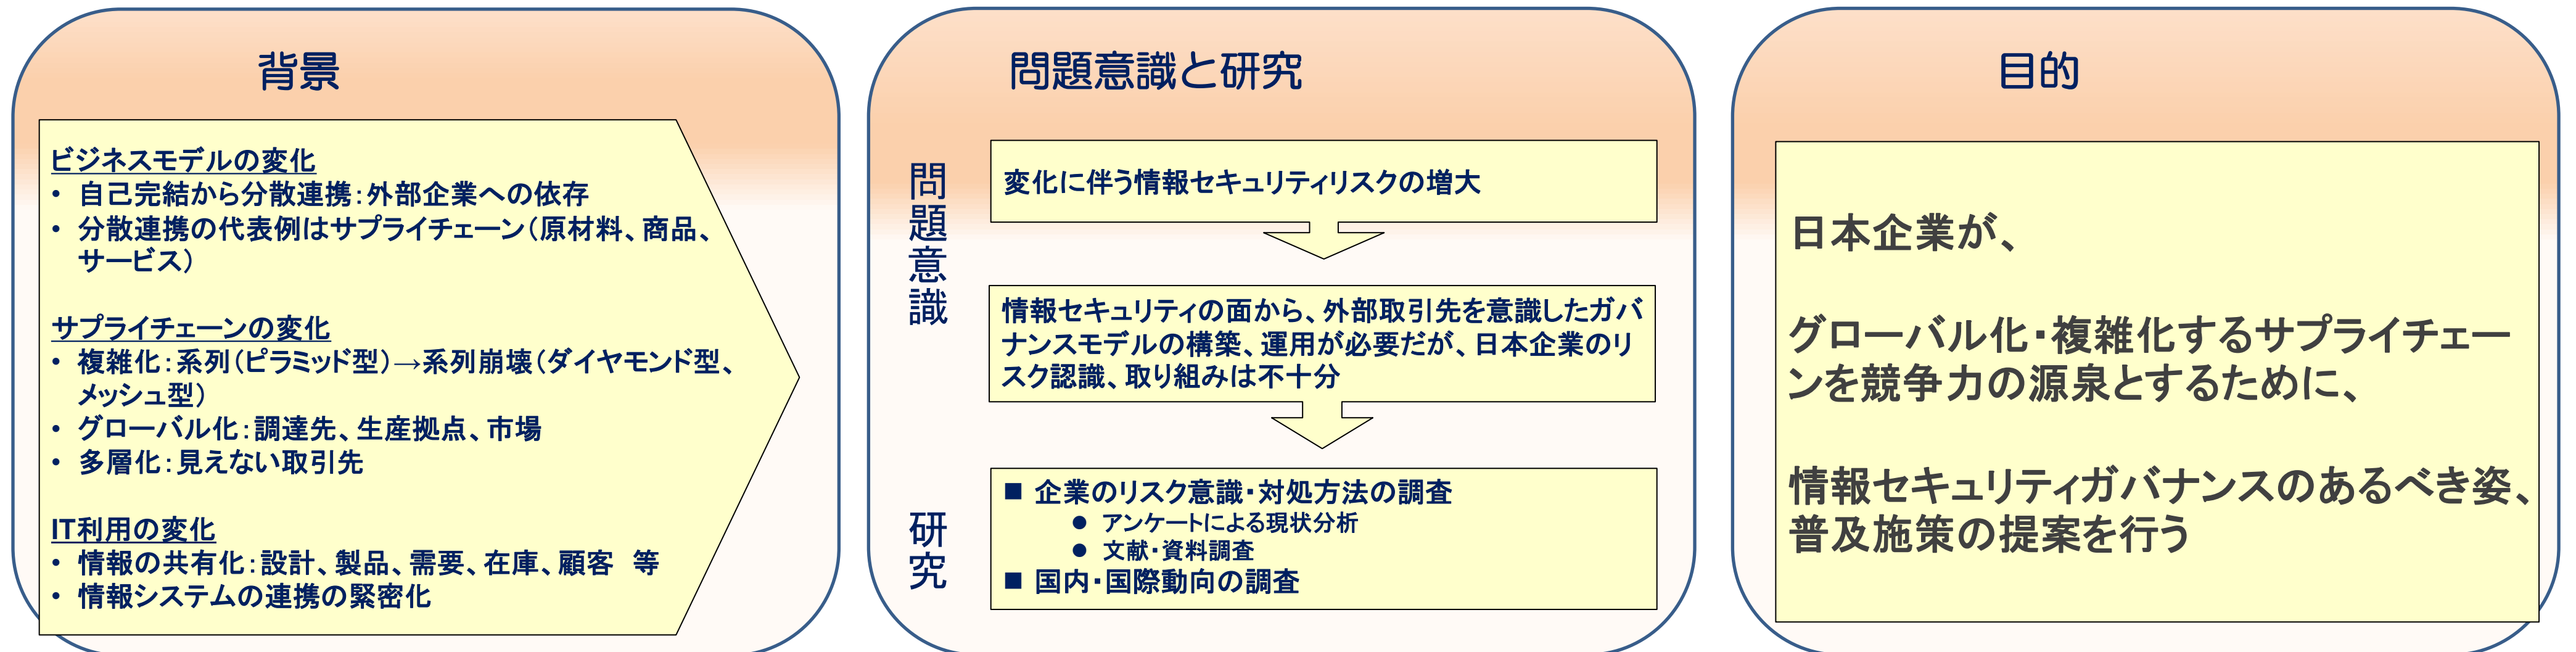 背景
ビジネスモデルの変化
• 自己完結から分散連携：外部企業への依存
• 分散連携の代表例はサプライチェーン（原材料、商品、
サービス）
サプライチェーンの変化
• 複雑化：系列（ピラミッド型）→系列崩壊（ダイヤモンド型、
メッシュ型）
• グローバル化：調達先、生産拠点、市場
• 多層化：見えない取引先
IT利用の変化
• 情報の共有化：設計、製品、需要、在庫、顧客　等
• 情報システムの連携の緊密化
問題意識と研究
問題意識
変化に伴う情報セキュリティリスクの増大
情報セキュリティの面から、外部取引先を意識したガバ
ナンスモデルの構築、運用が必要だが、日本企業のリ
スク認識、取り組みは不十分
研究
■ 企業のリスク意識・対処方法の調査
● アンケートによる現状分析
● 文献・資料調査
■ 国内・国際動向の調査
目的
日本企業が、
グローバル化・複雑化するサプライチェー
ンを競争力の源泉とするために、
情報セキュリティガバナンスのあるべき姿、
普及施策の提案を行う